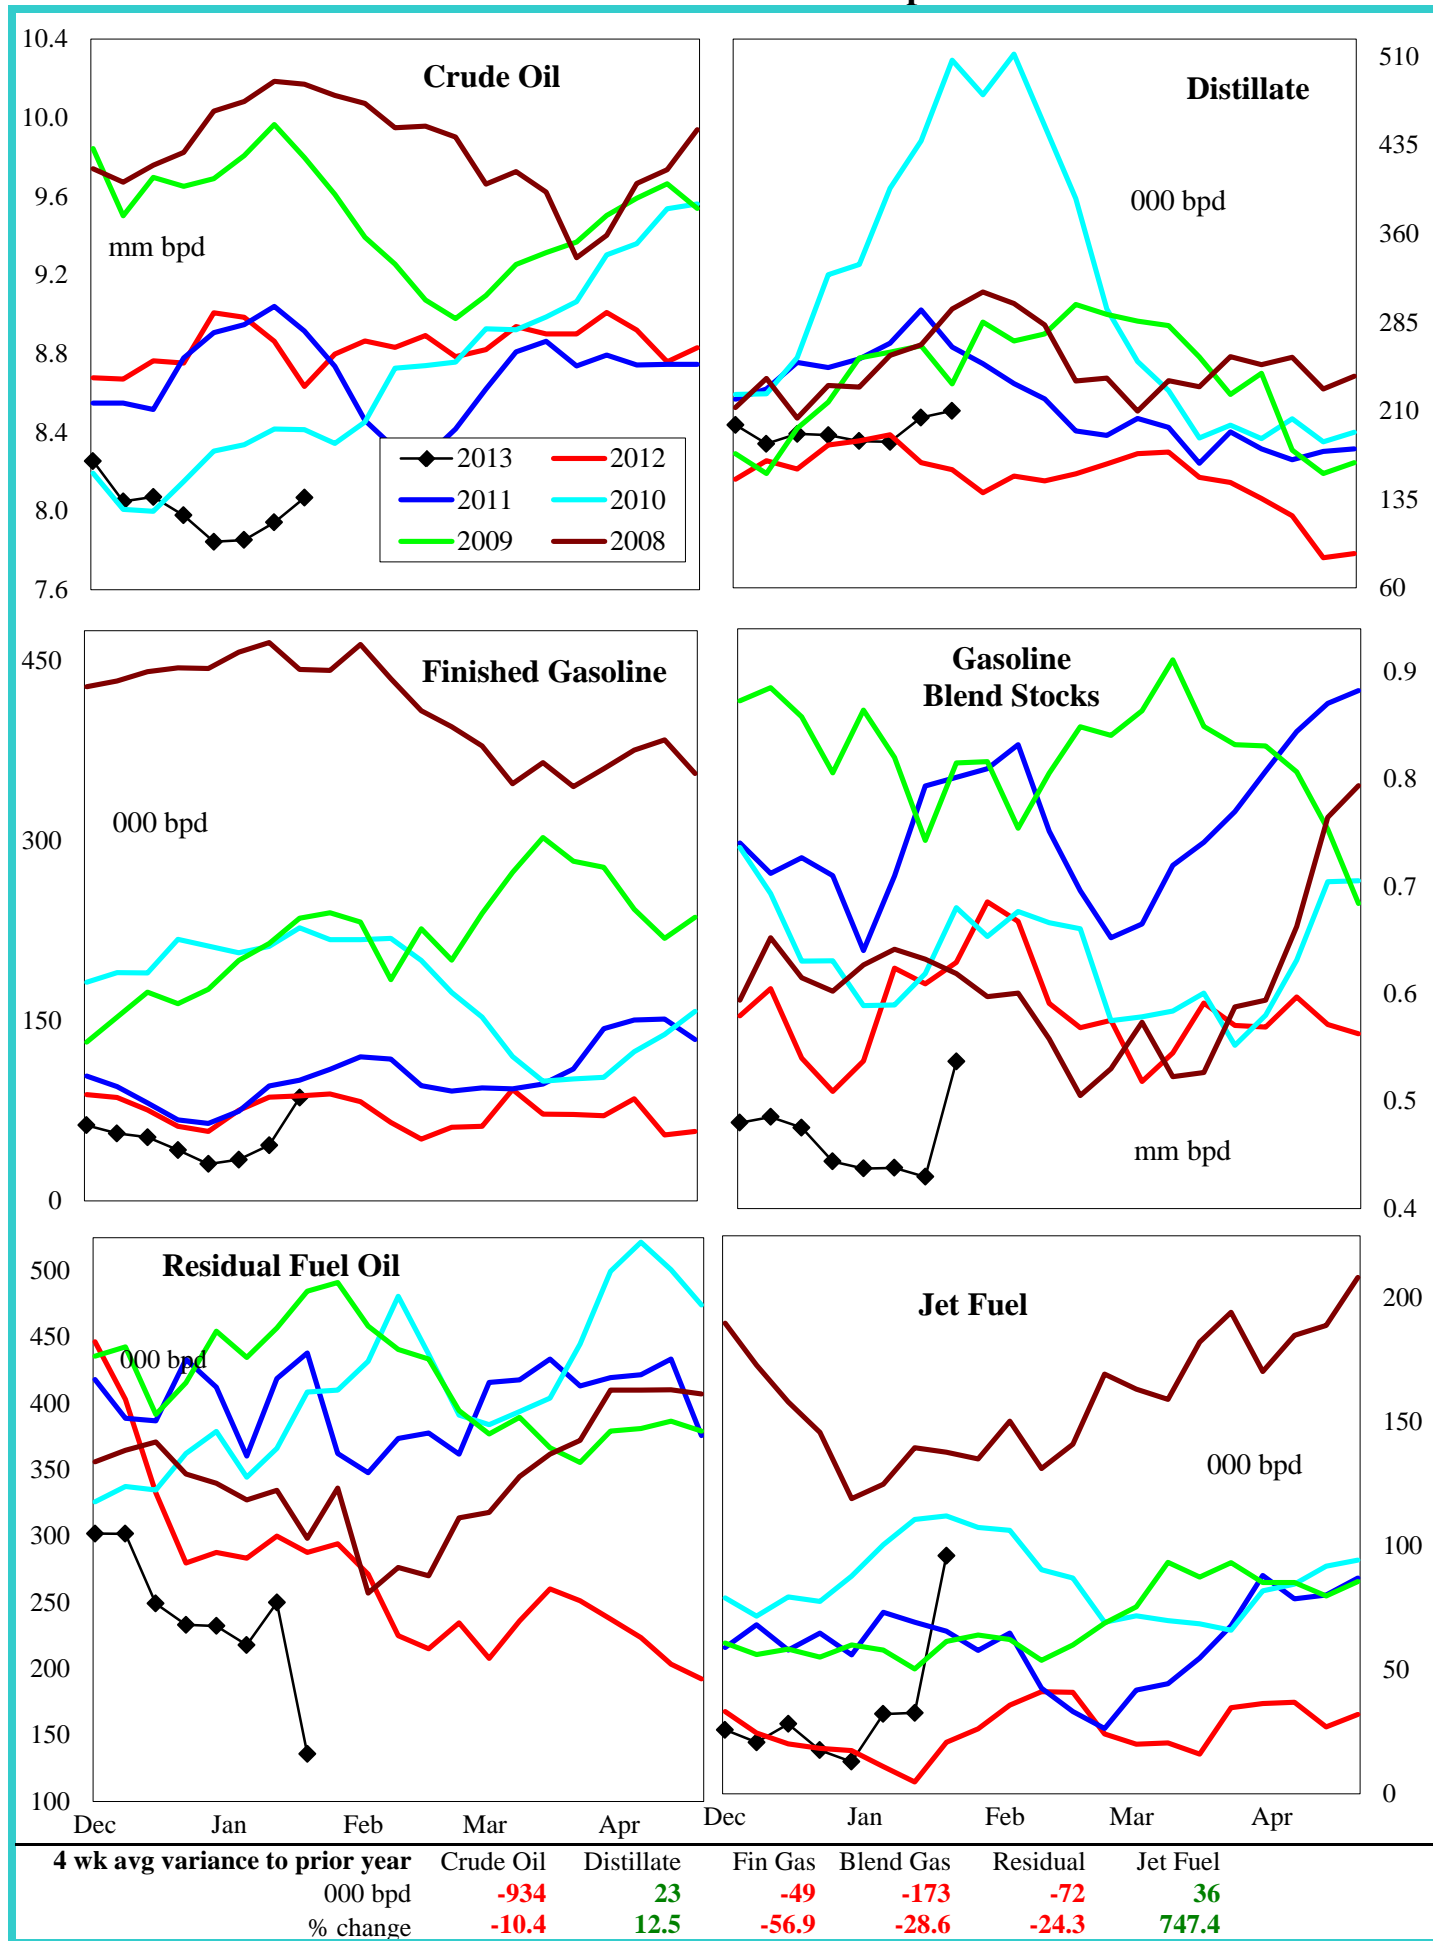 10.4
10.0
9.6
9.2
8.8
8.4
8.0
7.6
Crude Oil
mm bpd
2013 2012
2011 2010
2009 2008
Distillate
000 bpd
510
435
360
285
210
135
60
450
300
150
0
Finished Gasoline
000 bpd
Gasoline
Blend Stocks
mm bpd
0.9
0.8
0.7
0.6
0.5
0.4
500
450
400
350
300
250
200
150
100
Residual Fuel Oil
000 bpd
Dec Jan Feb Mar Apr
Jet Fuel
000 bpd
200
150
100
50
0
Dec Jan Feb Mar Apr
4 wk avg variance to prior year Crude Oil Distillate Fin Gas Blend Gas Residual Jet Fuel
000 bpd -934 23 -49 -173 -72 36
% change -10.4 12.5 -56.9 -28.6 -24.3 747.4